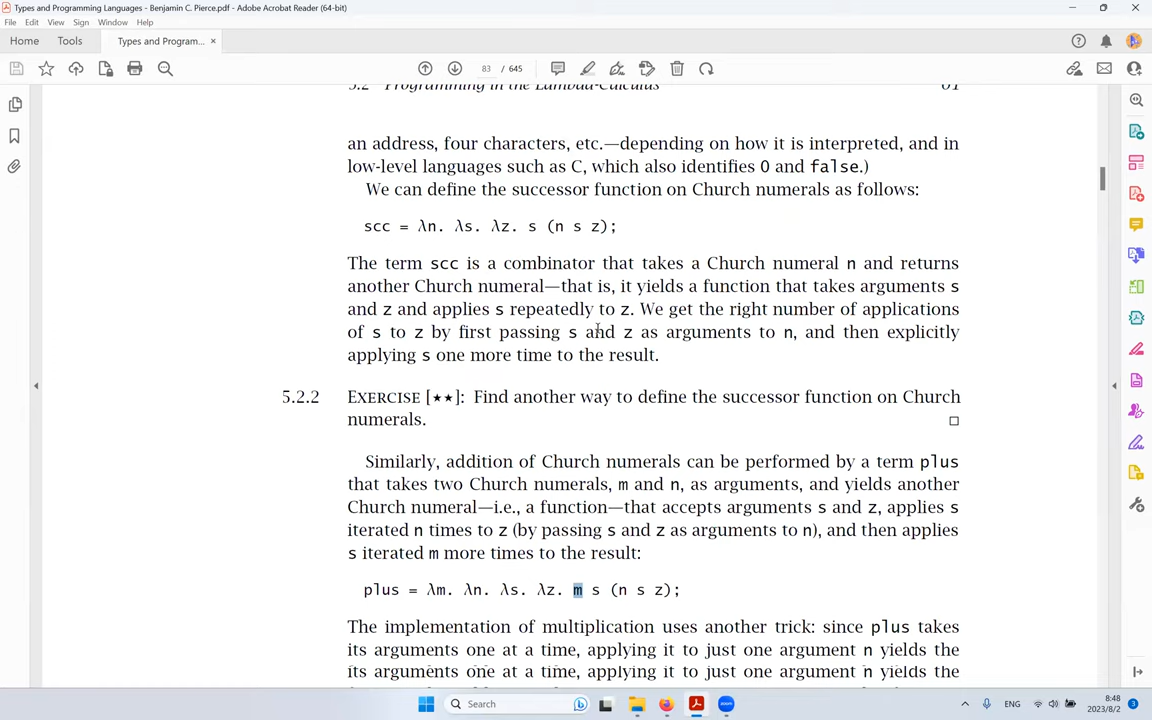 Types and Programming Languages - Benjamin C. Pierce.pdf - Adobe Acrobat Reader (64-bit)
File Edit View Sign Window Help
Home Tools Types and Program... ×
83 / 645
5.2 Programming in the Lambda-Calculus 61
an address, four characters, etc.—depending on how it is interpreted, and in
low-level languages such as C, which also identifies 0 and false.)
We can define the successor function on Church numerals as follows:
scc = λn. λs. λz. s (n s z);
The term scc is a combinator that takes a Church numeral n and returns
another Church numeral—that is, it yields a function that takes arguments s
and z and applies s repeatedly to z. We get the right number of applications
of s to z by first passing s and z as arguments to n, and then explicitly
applying s one more time to the result.
5.2.2 Exercise [★★]: Find another way to define the successor function on Church
numerals. □
Similarly, addition of Church numerals can be performed by a term plus
that takes two Church numerals, m and n, as arguments, and yields another
Church numeral—i.e., a function—that accepts arguments s and z, applies s
iterated n times to z (by passing s and z as arguments to n), and then applies
s iterated m more times to the result:
plus = λm. λn. λs. λz. m s (n s z);
The implementation of multiplication uses another trick: since plus takes
its arguments one at a time, applying it to just one argument n yields the
its arguments one at a time, applying it to just one argument n yields the
Search
zoom
ENG
8:48
2023/8/2
3